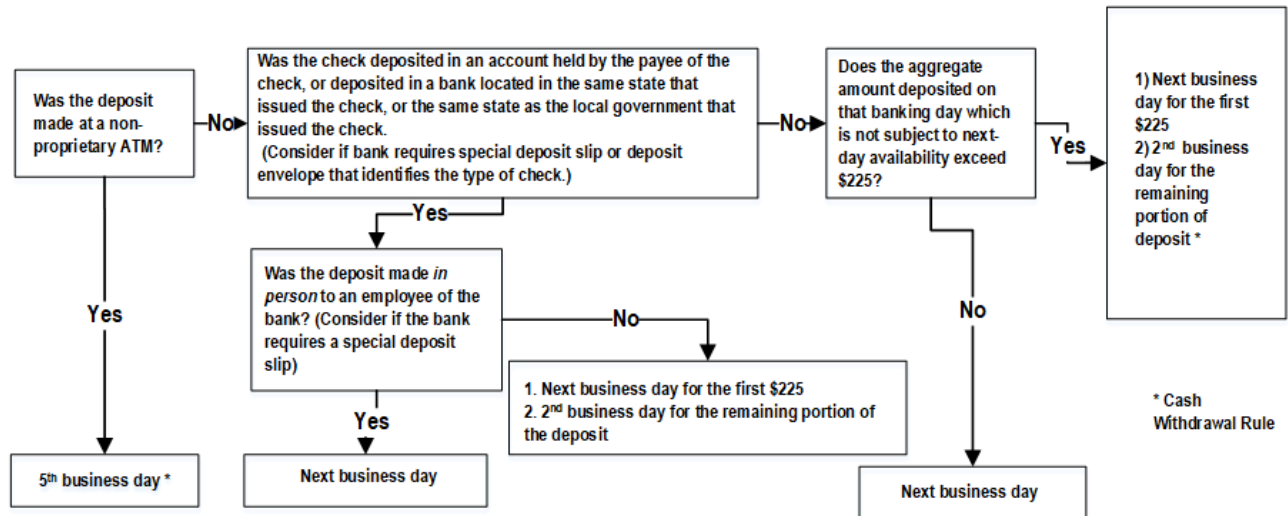 Was the deposit
made at a non-
proprietary ATM?
No
Was the check deposited in an account held by the payee of the
check, or deposited in a bank located in the same state that
issued the check, or the same state as the local government that
issued the check.
(Consider if bank requires special deposit slip or deposit
envelope that identifies the type of check.)
No
Does the aggregate
amount deposited on
that banking day which
is not subject to next-
day availability exceed
$225?
Yes
1) Next business
day for the first
$225
2) 2nd business
day for the
remaining
portion of
deposit *
Yes
Was the deposit made in
person to an employee of the
bank? (Consider if the bank
requires a special deposit
slip)
No
1. Next business day for the first $225
2. 2nd business day for the remaining portion of
the deposit
Yes
Yes
No
* Cash
Withdrawal Rule
5th business day *
Next business day
Next business day